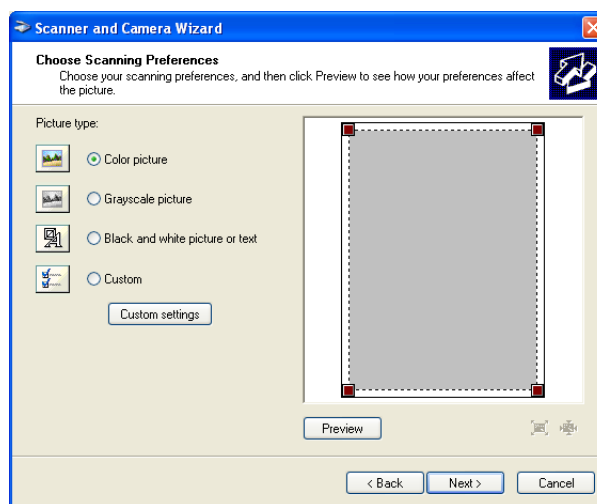 Scanner and Camera Wizard
Choose Scanning Preferences
Choose your scanning preferences, and then click Preview to see how your preferences affect
the picture.
Picture type:
Color picture
Grayscale picture
Black and white picture or text
Custom
Custom settings
Preview
< Back
Next >
Cancel